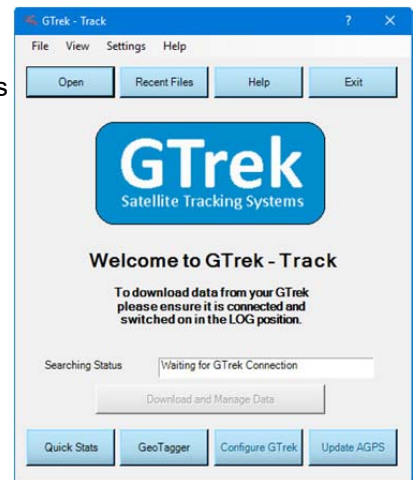 GTrek - Track
File View Settings Help
s
Open Recent Files Help Exit
GTrek
Satellite Tracking Systems
Welcome to GTrek - Track
To download data from your GTrek
please ensure it is connected and
switched on in the LOG position.
Searching Status Waiting for GTrek Connection
Download and Manage Data
Quick Stats GeoTagger Configure GTrek Update AGPS